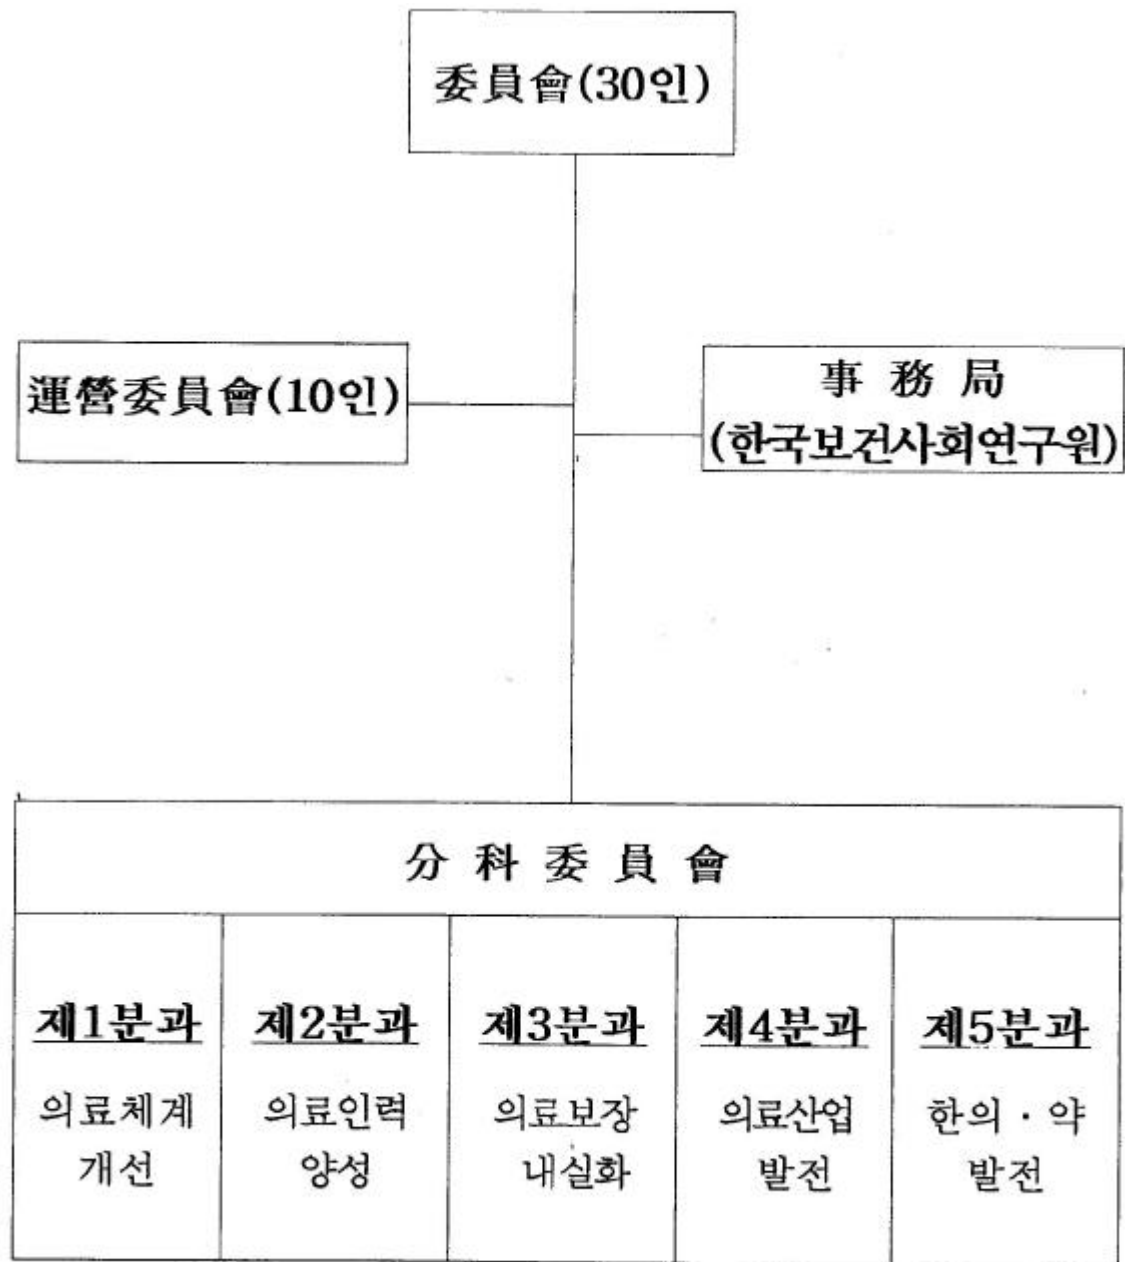 委員會(30인)
運營委員會(10인)
事 務 局
(한국보건사회연구원)
分 科 委 員 會
제1분과
의료체계
개선
제2분과
의료인력
양성
제3분과
의료보장
내실화
제4분과
의료산업
발전
제5분과
한의 · 약
발전